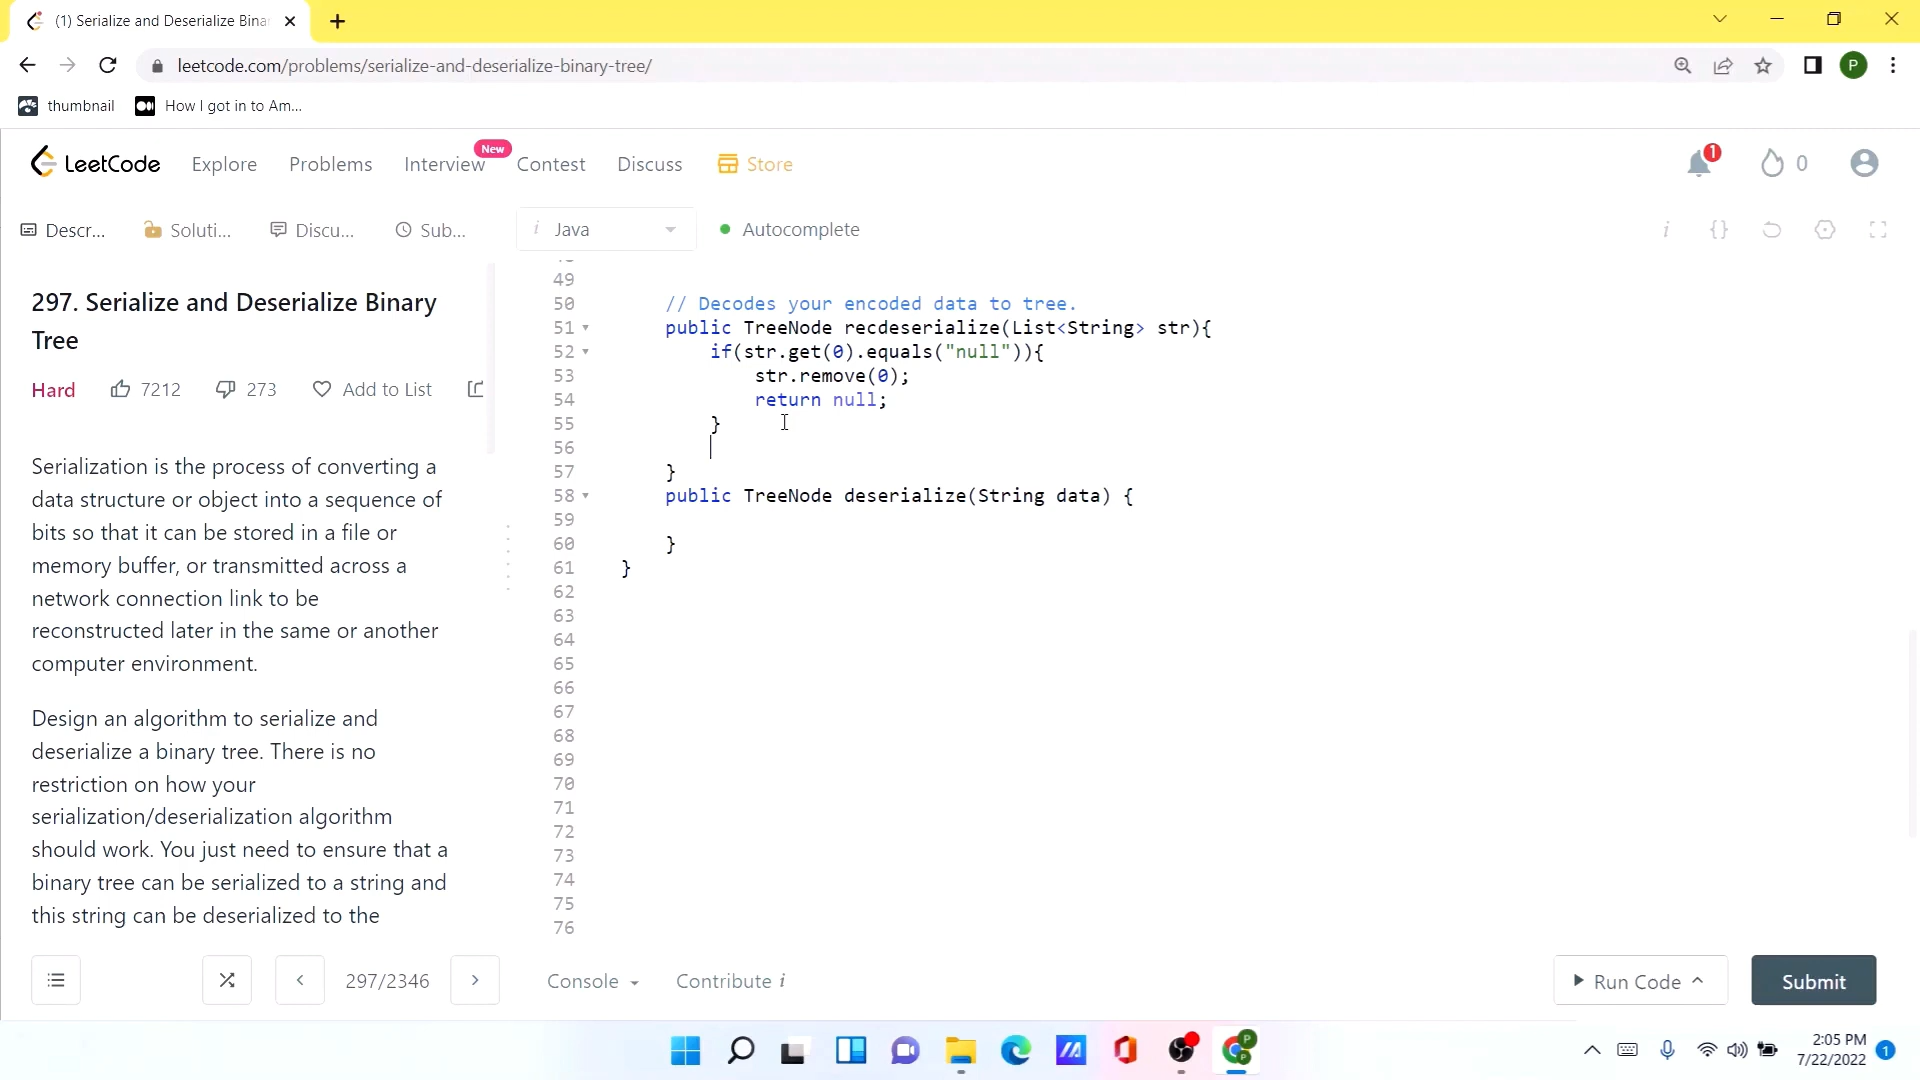 (1) Serialize and Deserialize Bina
leetcode.com/problems/serialize-and-deserialize-binary-tree/
P
thumbnail
How I got in to Am...
LeetCode
Explore
Problems
Interview
New
Contest
Discuss
Store
1
0
Descr...
Soluti...
Discu...
Sub...
i Java
Autocomplete
297. Serialize and Deserialize Binary
Tree
Hard
7212
273
Add to List
Serialization is the process of converting a
data structure or object into a sequence of
bits so that it can be stored in a file or
memory buffer, or transmitted across a
network connection link to be
reconstructed later in the same or another
computer environment.
Design an algorithm to serialize and
deserialize a binary tree. There is no
restriction on how your
serialization/deserialization algorithm
should work. You just need to ensure that a
binary tree can be serialized to a string and
this string can be deserialized to the
49
50 // Decodes your encoded data to tree.
51 public TreeNode recdeserialize(List<String> str){
52 if(str.get(0).equals("null")){
53 str.remove(0);
54 return null;
55 }
56
57 }
58 public TreeNode deserialize(String data) {
59
60 }
61 }
62
63
64
65
66
67
68
69
70
71
72
73
74
75
76
297/2346
Console
Contribute i
Run Code
Submit
2:05 PM
7/22/2022
1